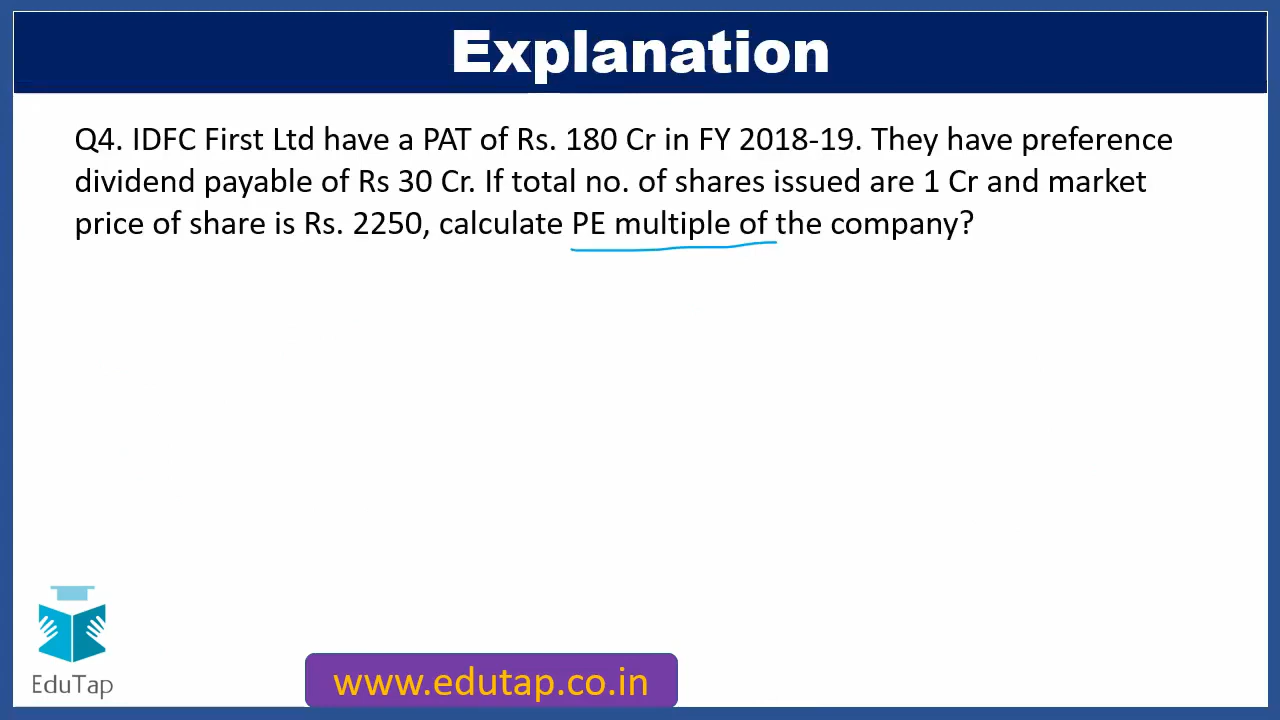 Explanation
Q4. IDFC First Ltd have a PAT of Rs. 180 Cr in FY 2018-19. They have preference
dividend payable of Rs 30 Cr. If total no. of shares issued are 1 Cr and market
price of share is Rs. 2250, calculate PE multiple of the company?
EduTap
www.edutap.co.in